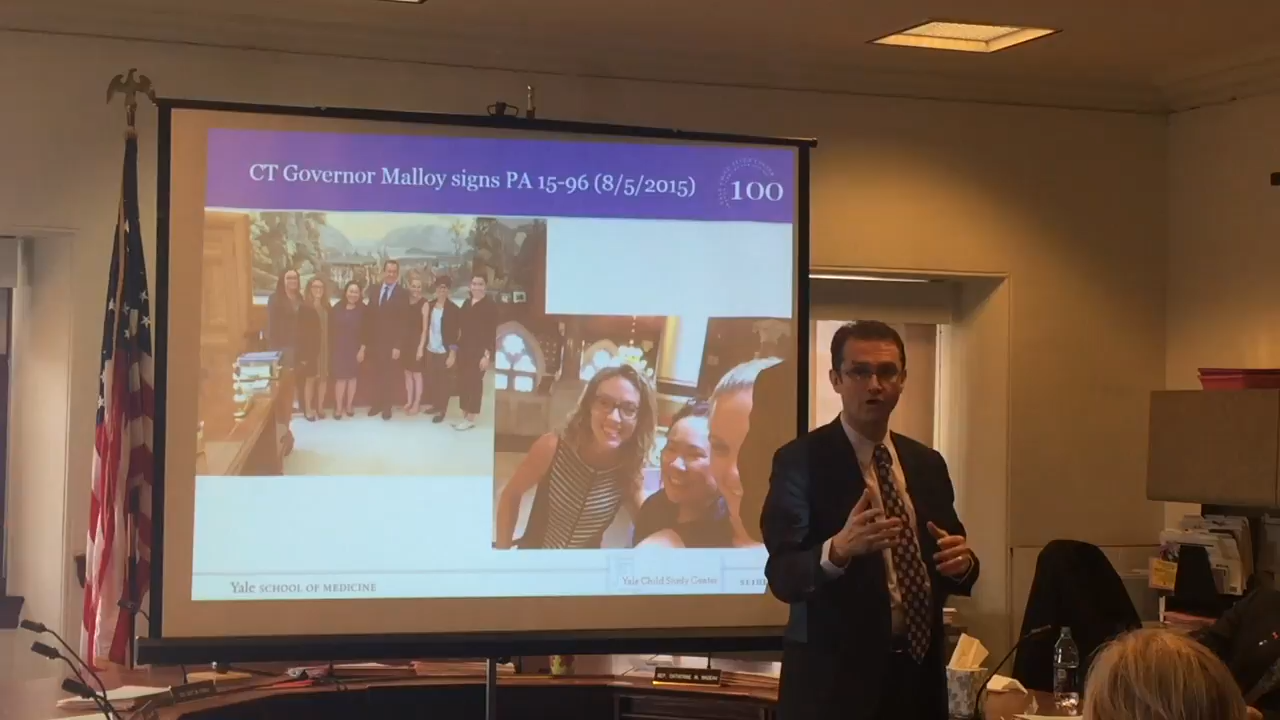 CT Governor Malloy signs PA 15-96 (8/5/2015)
100
Yale SCHOOL OF MEDICINE
Yale Child Study Center